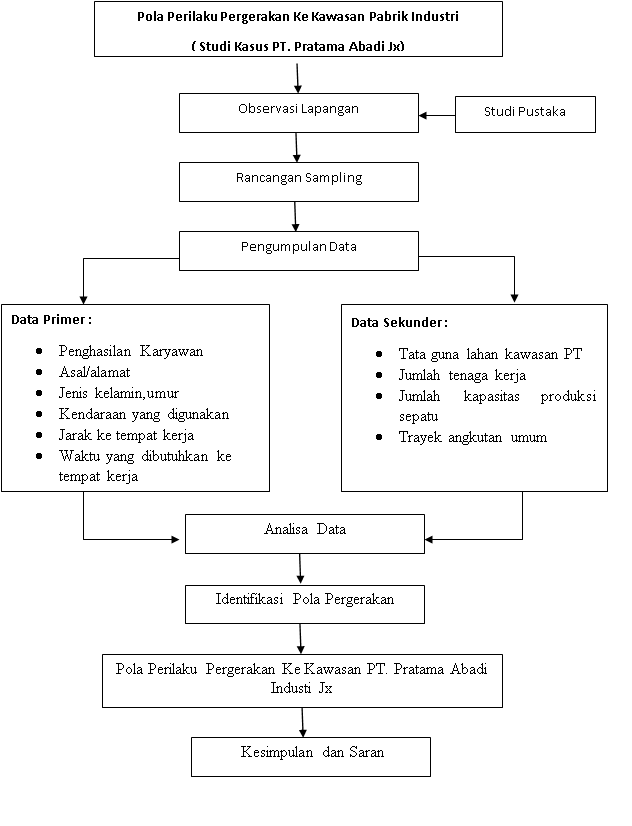 Pola Perilaku Pergerakan Ke Kawasan Pabrik Industri
( Studi Kasus PT. Pratama Abadi Jx)
Observasi Lapangan
Studi Pustaka
Rancangan Sampling
Pengumpulan Data
Data Primer :
• Penghasilan Karyawan
• Asal/alamat
• Jenis kelamin,umur
• Kendaraan yang digunakan
• Jarak ke tempat kerja
• Waktu yang dibutuhkan ke
tempat kerja
Data Sekunder :
• Tata guna lahan kawasan PT
• Jumlah tenaga kerja
• Jumlah kapasitas produksi
sepatu
• Trayek angkutan umum
Analisa Data
Identifikasi Pola Pergerakan
Pola Perilaku Pergerakan Ke Kawasan PT. Pratama Abadi
Industi Jx
Kesimpulan dan Saran